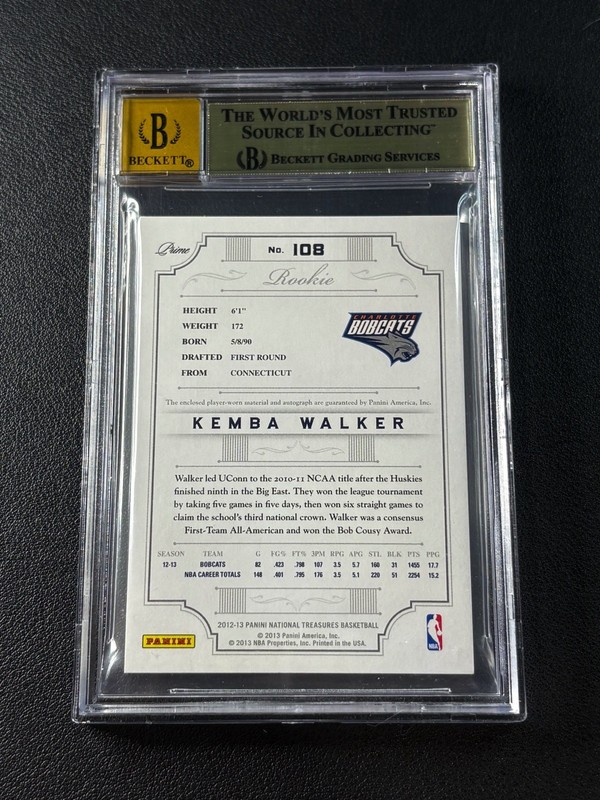 THE WORLD'S MOST TRUSTED
SOURCE IN COLLECTING™
B
BECKETT®
B BECKETT GRADING SERVICES
Prime
No. 108
Rookie
HEIGHT 6'1"
WEIGHT 172
BORN 5/8/90
DRAFTED FIRST ROUND
FROM CONNECTICUT
CHARLOTTE
BOBCATS
The enclosed player-worn material and autograph are guaranteed by Panini America, Inc.
KEMBA WALKER
Walker led UConn to the 2010-11 NCAA title after the Huskies
finished ninth in the Big East. They won the league tournament
by taking five games in five days, then won six straight games to
claim the school's third national crown. Walker was a consensus
First-Team All-American and won the Bob Cousy Award.
SEASON TEAM G FG% FT% 3PM RPG APG STL BLK PTS PPG
12-13 BOBCATS 82 .423 .798 107 3.5 5.7 160 31 1455 17.7
NBA CAREER TOTALS 148 .401 .795 176 3.5 5.1 220 51 2254 15.2
2012-13 PANINI NATIONAL TREASURES BASKETBALL
© 2013 Panini America, Inc.
© 2013 NBA Properties, Inc. Printed in the USA.
PANINI
NBA